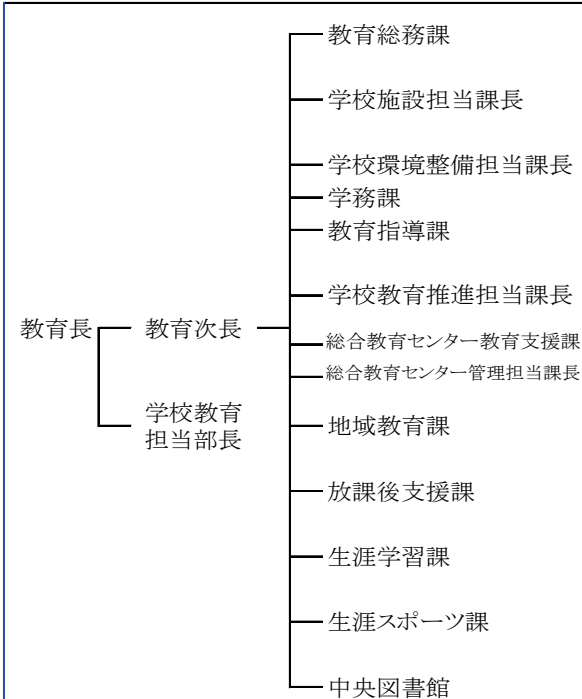 教育総務課
学校施設担当課長
学校環境整備担当課長
学務課
教育指導課
学校教育推進担当課長
教育長
教育次長
総合教育センター教育支援課
総合教育センター管理担当課長
学校教育
担当部長
地域教育課
放課後支援課
生涯学習課
生涯スポーツ課
中央図書館